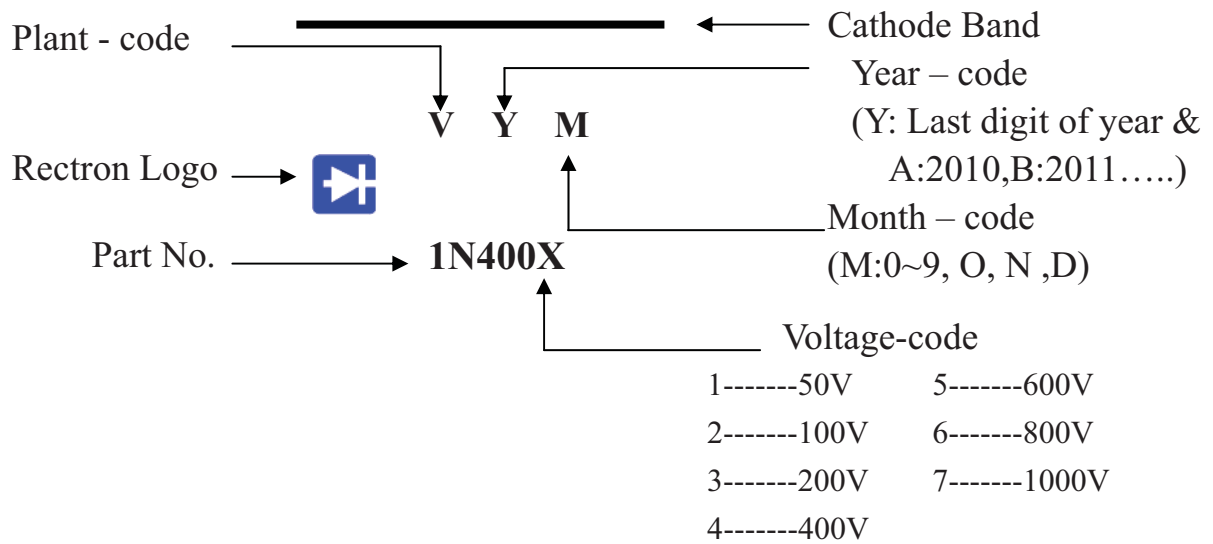 Plant - code
Cathode Band
Year – code
(Y: Last digit of year &
A:2010,B:2011…..)
V Y M
Rectron Logo
Month – code
(M:0~9, O, N ,D)
Part No.
1N400X
Voltage-code
1-------50V 5-------600V
2-------100V 6-------800V
3-------200V 7-------1000V
4-------400V